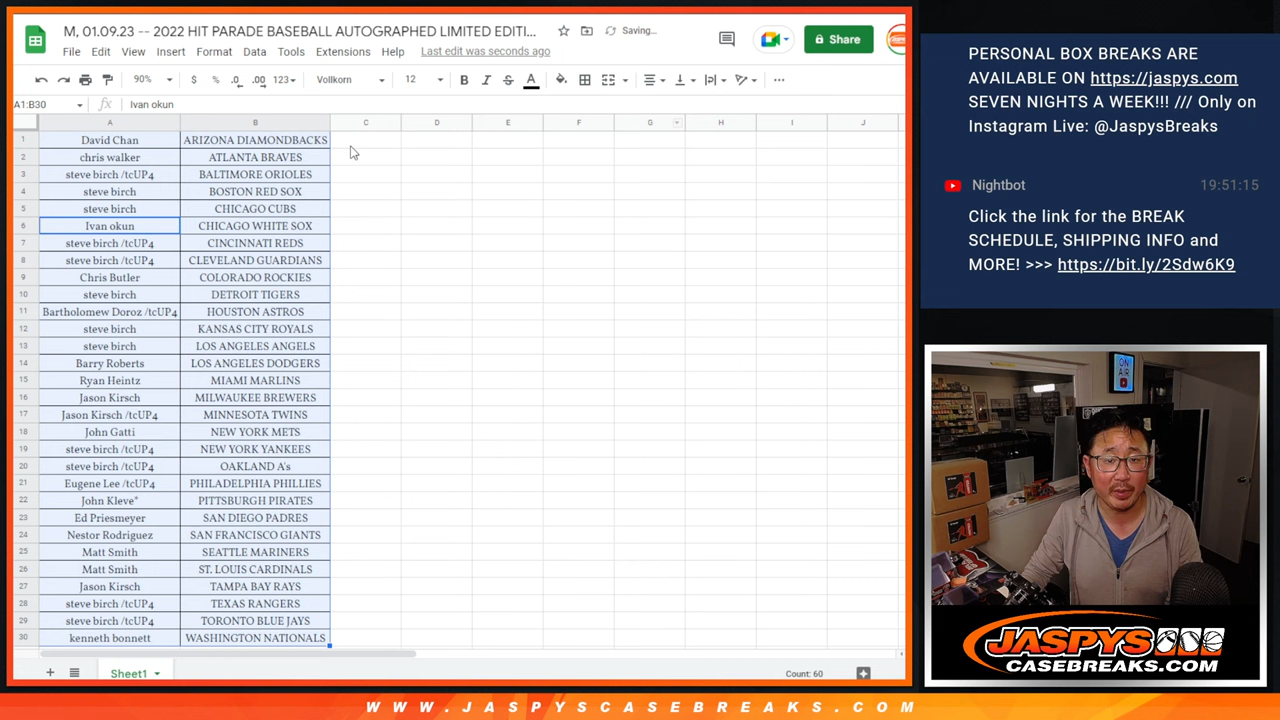 M, 01.09.23 -- 2022 HIT PARADE BASEBALL AUTOGRAPHED LIMITED EDITI...
Saving...
File Edit View Insert Format Data Tools Extensions Help Last edit was seconds ago
Share
90% $ % .0 .00 123 Vollkorn 12 B I S A
A1:B30 fx Ivan okun
A B C D E F G H I J
1 David Chan ARIZONA DIAMONDBACKS
2 chris walker ATLANTA BRAVES
3 steve birch /tcUP4 BALTIMORE ORIOLES
4 steve birch BOSTON RED SOX
5 steve birch CHICAGO CUBS
6 Ivan okun CHICAGO WHITE SOX
7 steve birch /tcUP4 CINCINNATI REDS
8 steve birch /tcUP4 CLEVELAND GUARDIANS
9 Chris Butler COLORADO ROCKIES
10 steve birch DETROIT TIGERS
11 Bartholomew Doroz /tcUP4 HOUSTON ASTROS
12 steve birch KANSAS CITY ROYALS
13 steve birch LOS ANGELES ANGELS
14 Barry Roberts LOS ANGELES DODGERS
15 Ryan Heintz MIAMI MARLINS
16 Jason Kirsch MILWAUKEE BREWERS
17 Jason Kirsch /tcUP4 MINNESOTA TWINS
18 John Gatti NEW YORK METS
19 steve birch /tcUP4 NEW YORK YANKEES
20 steve birch /tcUP4 OAKLAND A's
21 Eugene Lee /tcUP4 PHILADELPHIA PHILLIES
22 John Kleve* PITTSBURGH PIRATES
23 Ed Priesmeyer SAN DIEGO PADRES
24 Nestor Rodriguez SAN FRANCISCO GIANTS
25 Matt Smith SEATTLE MARINERS
26 Matt Smith ST. LOUIS CARDINALS
27 Jason Kirsch TAMPA BAY RAYS
28 steve birch /tcUP4 TEXAS RANGERS
29 steve birch /tcUP4 TORONTO BLUE JAYS
30 kenneth bonnett WASHINGTON NATIONALS
Sheet1
Count: 60
PERSONAL BOX BREAKS ARE
AVAILABLE ON https://jaspys.com
SEVEN NIGHTS A WEEK!!! /// Only on
Instagram Live: @JaspysBreaks
Nightbot 19:51:15
Click the link for the BREAK
SCHEDULE, SHIPPING INFO and
MORE! >>> https://bit.ly/2Sdw6K9
ON
AIR
JASPYS
CASEBREAKS.COM
WWW.JASPYSCASEBREAKS.COM